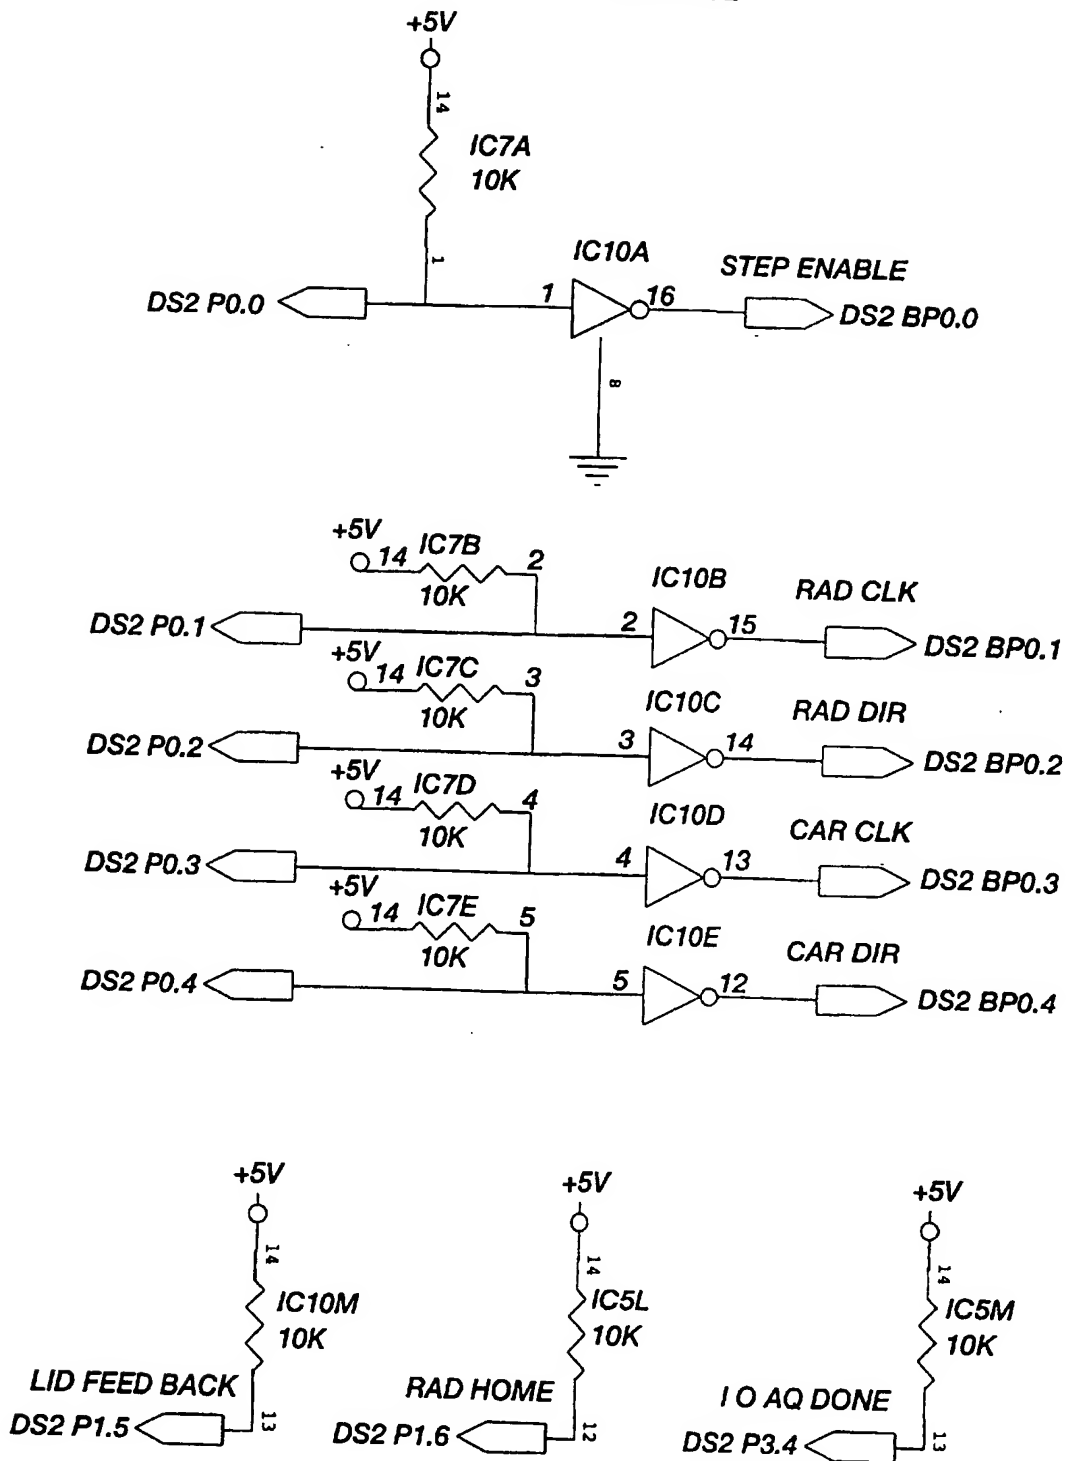 +5V
14
IC7A
10K
1
IC10A
STEP ENABLE
DS2 P0.0
1
16
DS2 BP0.0
8
+5V
14
IC7B
2
10K
IC10B
RAD CLK
DS2 P0.1
2
15
DS2 BP0.1
+5V
14
IC7C
3
10K
IC10C
RAD DIR
DS2 P0.2
3
14
DS2 BP0.2
+5V
14
IC7D
4
10K
IC10D
CAR CLK
DS2 P0.3
4
13
DS2 BP0.3
+5V
14
IC7E
5
10K
IC10E
CAR DIR
DS2 P0.4
5
12
DS2 BP0.4
+5V
14
IC10M
10K
LID FEED BACK
DS2 P1.5
13
+5V
14
IC5L
10K
RAD HOME
DS2 P1.6
12
+5V
14
IC5M
10K
I O AQ DONE
DS2 P3.4
13